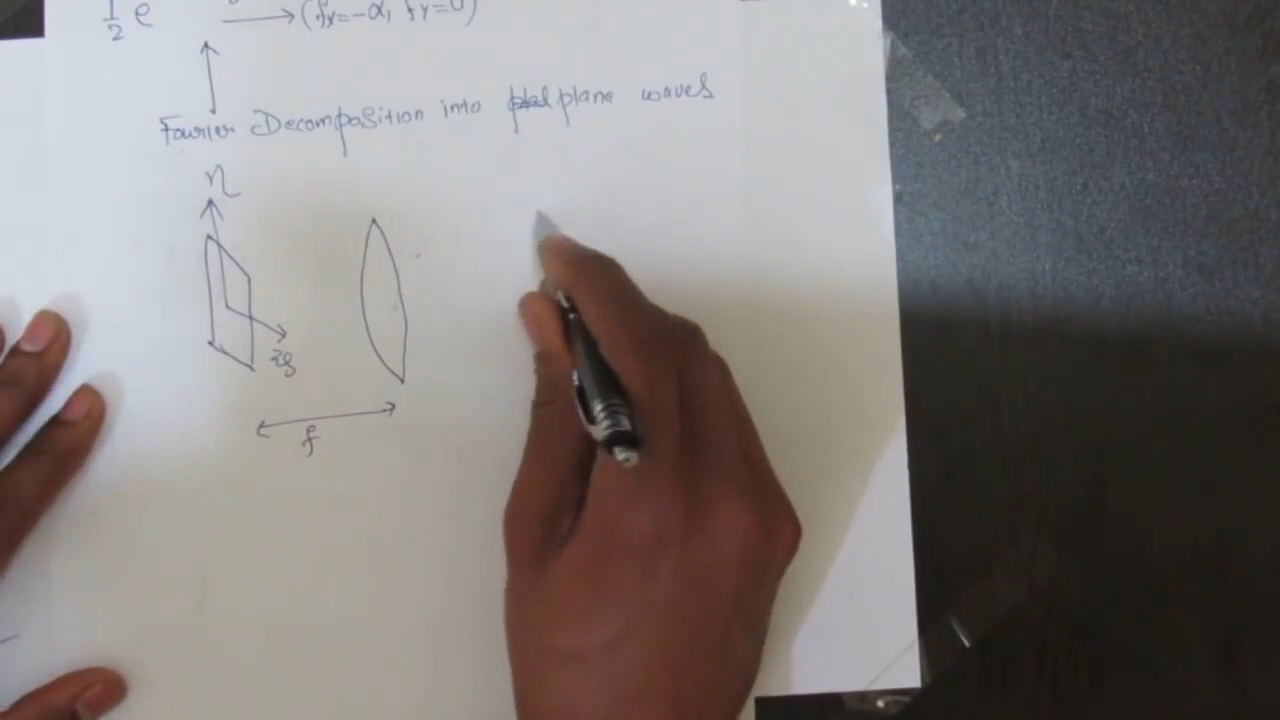 1/2 e → (fx=-α, fy=0)
Fourier Decomposition into plane waves
η
f